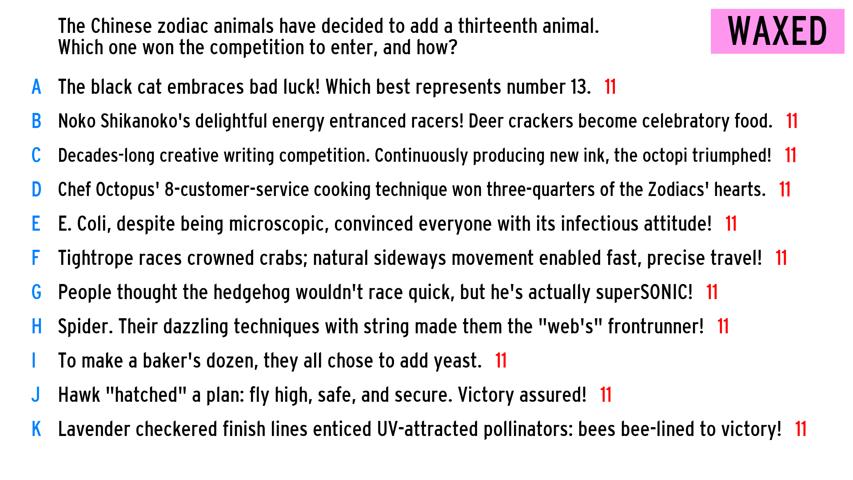 The Chinese zodiac animals have decided to add a thirteenth animal.
Which one won the competition to enter, and how?
WAXED
A The black cat embraces bad luck! Which best represents number 13. 11
B Noko Shikanoko's delightful energy entranced racers! Deer crackers become celebratory food. 11
C Decades-long creative writing competition. Continuously producing new ink, the octopi triumphed! 11
D Chef Octopus' 8-customer-service cooking technique won three-quarters of the Zodiacs' hearts. 11
E E. Coli, despite being microscopic, convinced everyone with its infectious attitude! 11
F Tightrope races crowned crabs; natural sideways movement enabled fast, precise travel! 11
G People thought the hedgehog wouldn't race quick, but he's actually superSONIC! 11
H Spider. Their dazzling techniques with string made them the "web's" frontrunner! 11
I To make a baker's dozen, they all chose to add yeast. 11
J Hawk "hatched" a plan: fly high, safe, and secure. Victory assured! 11
K Lavender checkered finish lines enticed UV-attracted pollinators: bees bee-lined to victory! 11